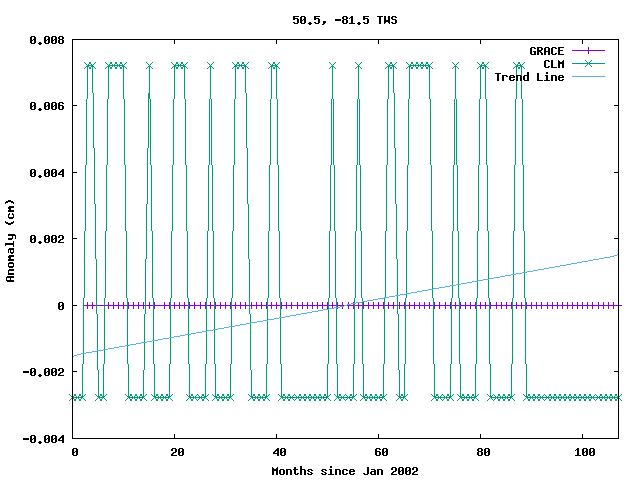 50.5, -81.5 TWS
GRACE
CLM
Trend Line
0.008
0.006
0.004
0.002
0
-0.002
-0.004
Anomaly (cm)
0 20 40 60 80 100
Months since Jan 2002